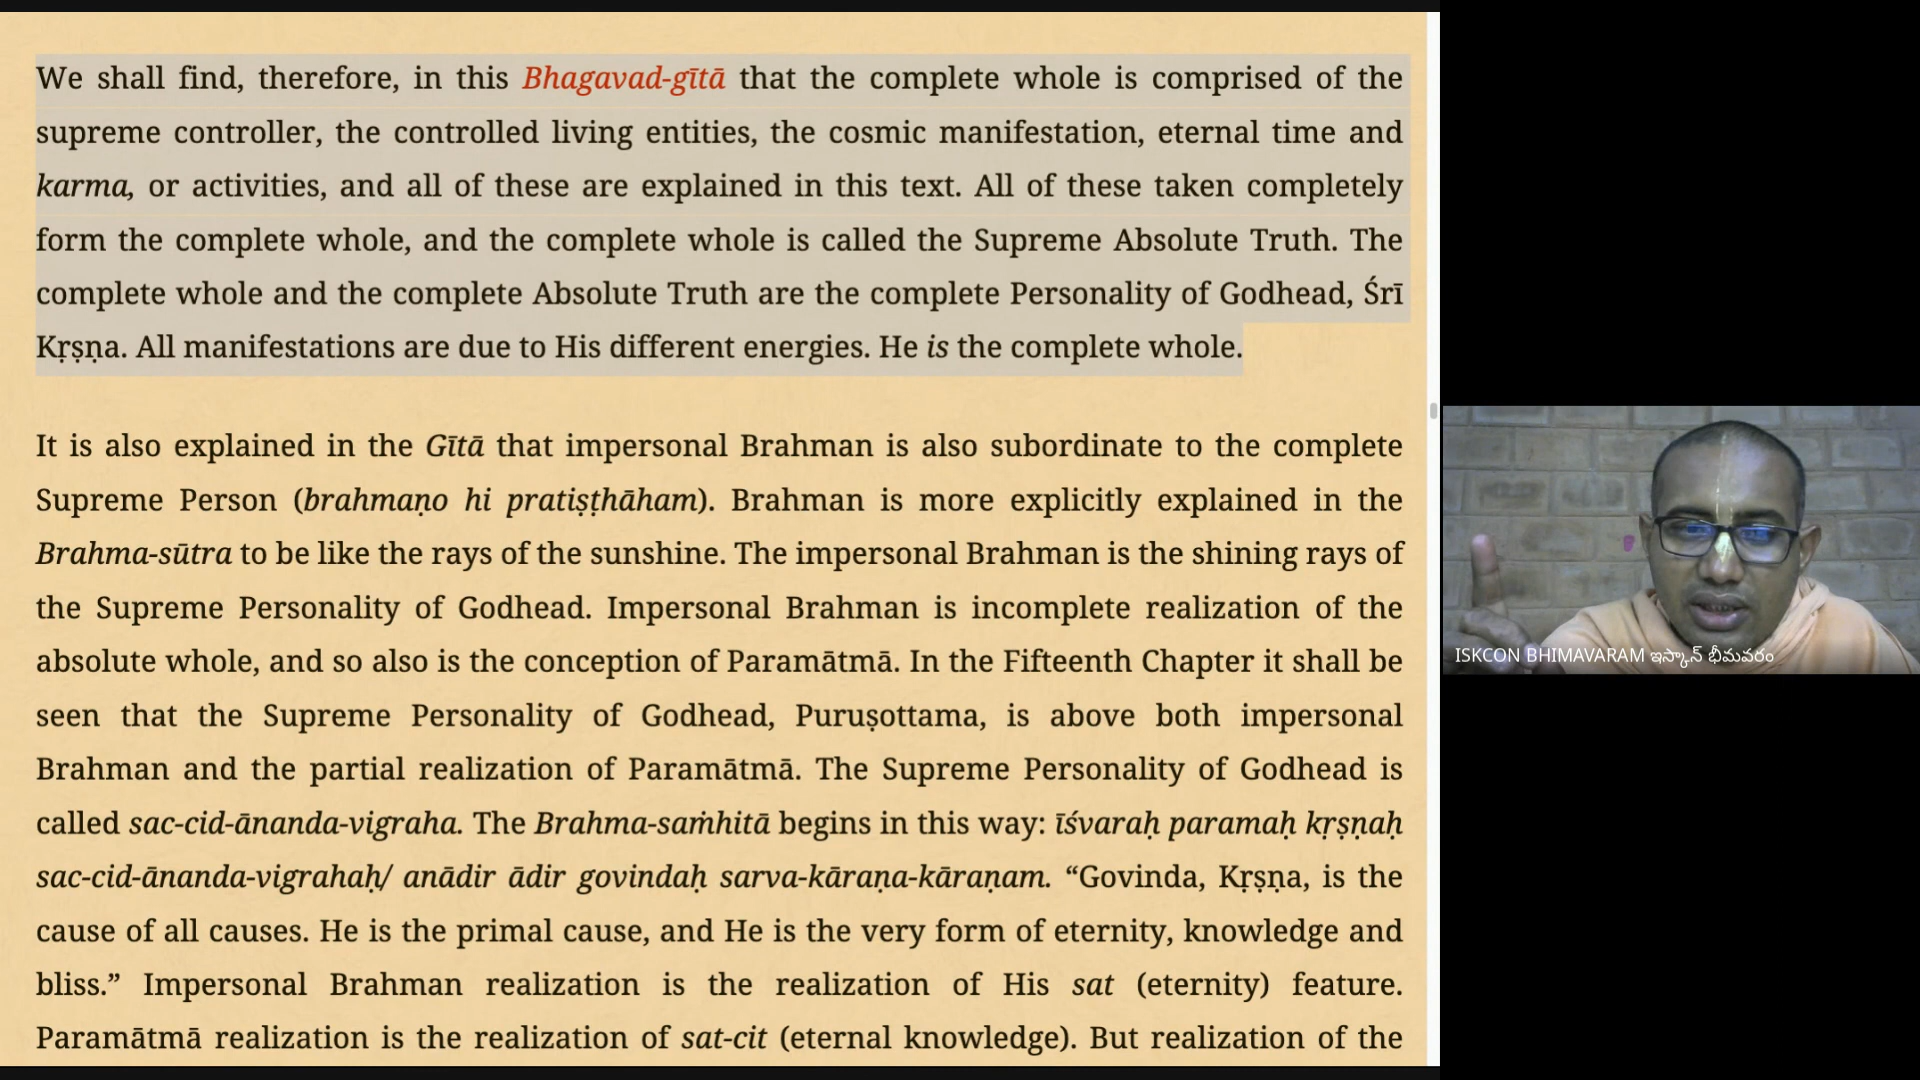 We shall find, therefore, in this Bhagavad-gītā that the complete whole is comprised of the
supreme controller, the controlled living entities, the cosmic manifestation, eternal time and
karma, or activities, and all of these are explained in this text. All of these taken completely
form the complete whole, and the complete whole is called the Supreme Absolute Truth. The
complete whole and the complete Absolute Truth are the complete Personality of Godhead, Śrī
Kṛṣṇa. All manifestations are due to His different energies. He is the complete whole.
It is also explained in the Gītā that impersonal Brahman is also subordinate to the complete
Supreme Person (brahmaṇo hi pratiṣṭhāham). Brahman is more explicitly explained in the
Brahma-sūtra to be like the rays of the sunshine. The impersonal Brahman is the shining rays of
the Supreme Personality of Godhead. Impersonal Brahman is incomplete realization of the
absolute whole, and so also is the conception of Paramātmā. In the Fifteenth Chapter it shall be
seen that the Supreme Personality of Godhead, Puruṣottama, is above both impersonal
Brahman and the partial realization of Paramātmā. The Supreme Personality of Godhead is
called sac-cid-ānanda-vigraha. The Brahma-saṁhitā begins in this way: īśvaraḥ paramaḥ kṛṣṇaḥ
sac-cid-ānanda-vigrahaḥ/ anādir ādir govindaḥ sarva-kāraṇa-kāraṇam. “Govinda, Kṛṣṇa, is the
cause of all causes. He is the primal cause, and He is the very form of eternity, knowledge and
bliss.” Impersonal Brahman realization is the realization of His sat (eternity) feature.
Paramātmā realization is the realization of sat-cit (eternal knowledge). But realization of the
ISKCON BHIMAVARAM ఇస్కాన్ భీమవరం